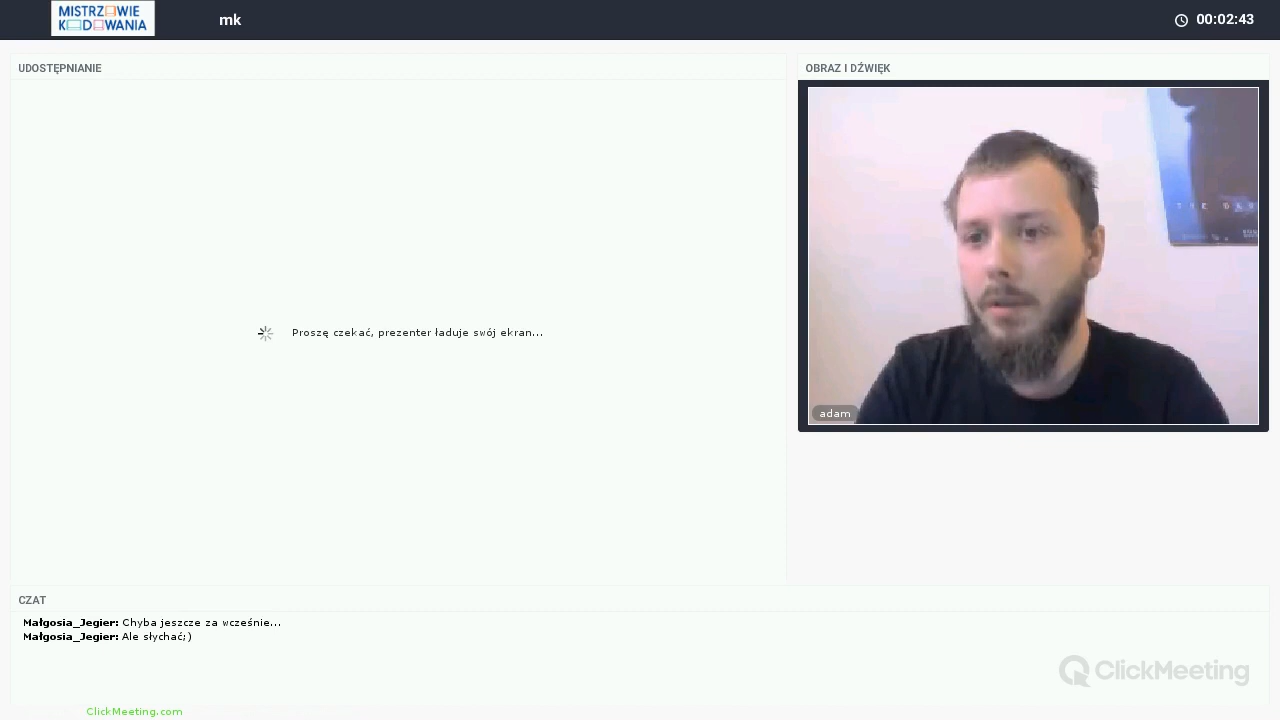 MISTRZOWIE
KODOWANIA
mk
00:02:43
UDOSTĘPNIANIE
OBRAZ I DŹWIĘK
Proszę czekać, prezenter ładuje swój ekran...
adam
CZAT
Małgosia_Jegier: Chyba jeszcze za wcześnie...
Małgosia_Jegier: Ale słychać;)
ClickMeeting
ClickMeeting.com